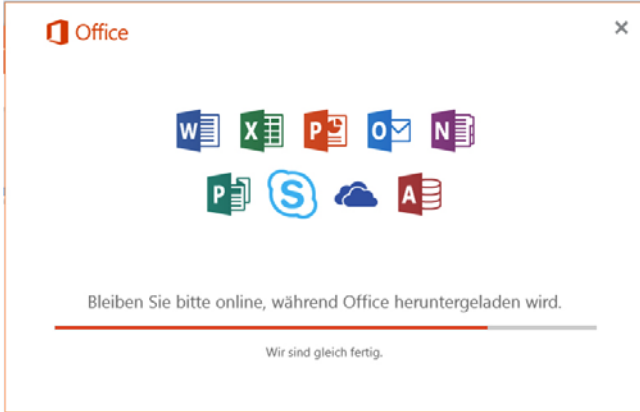 Office
W X P O N
P S A
Bleiben Sie bitte online, während Office heruntergeladen wird.
Wir sind gleich fertig.